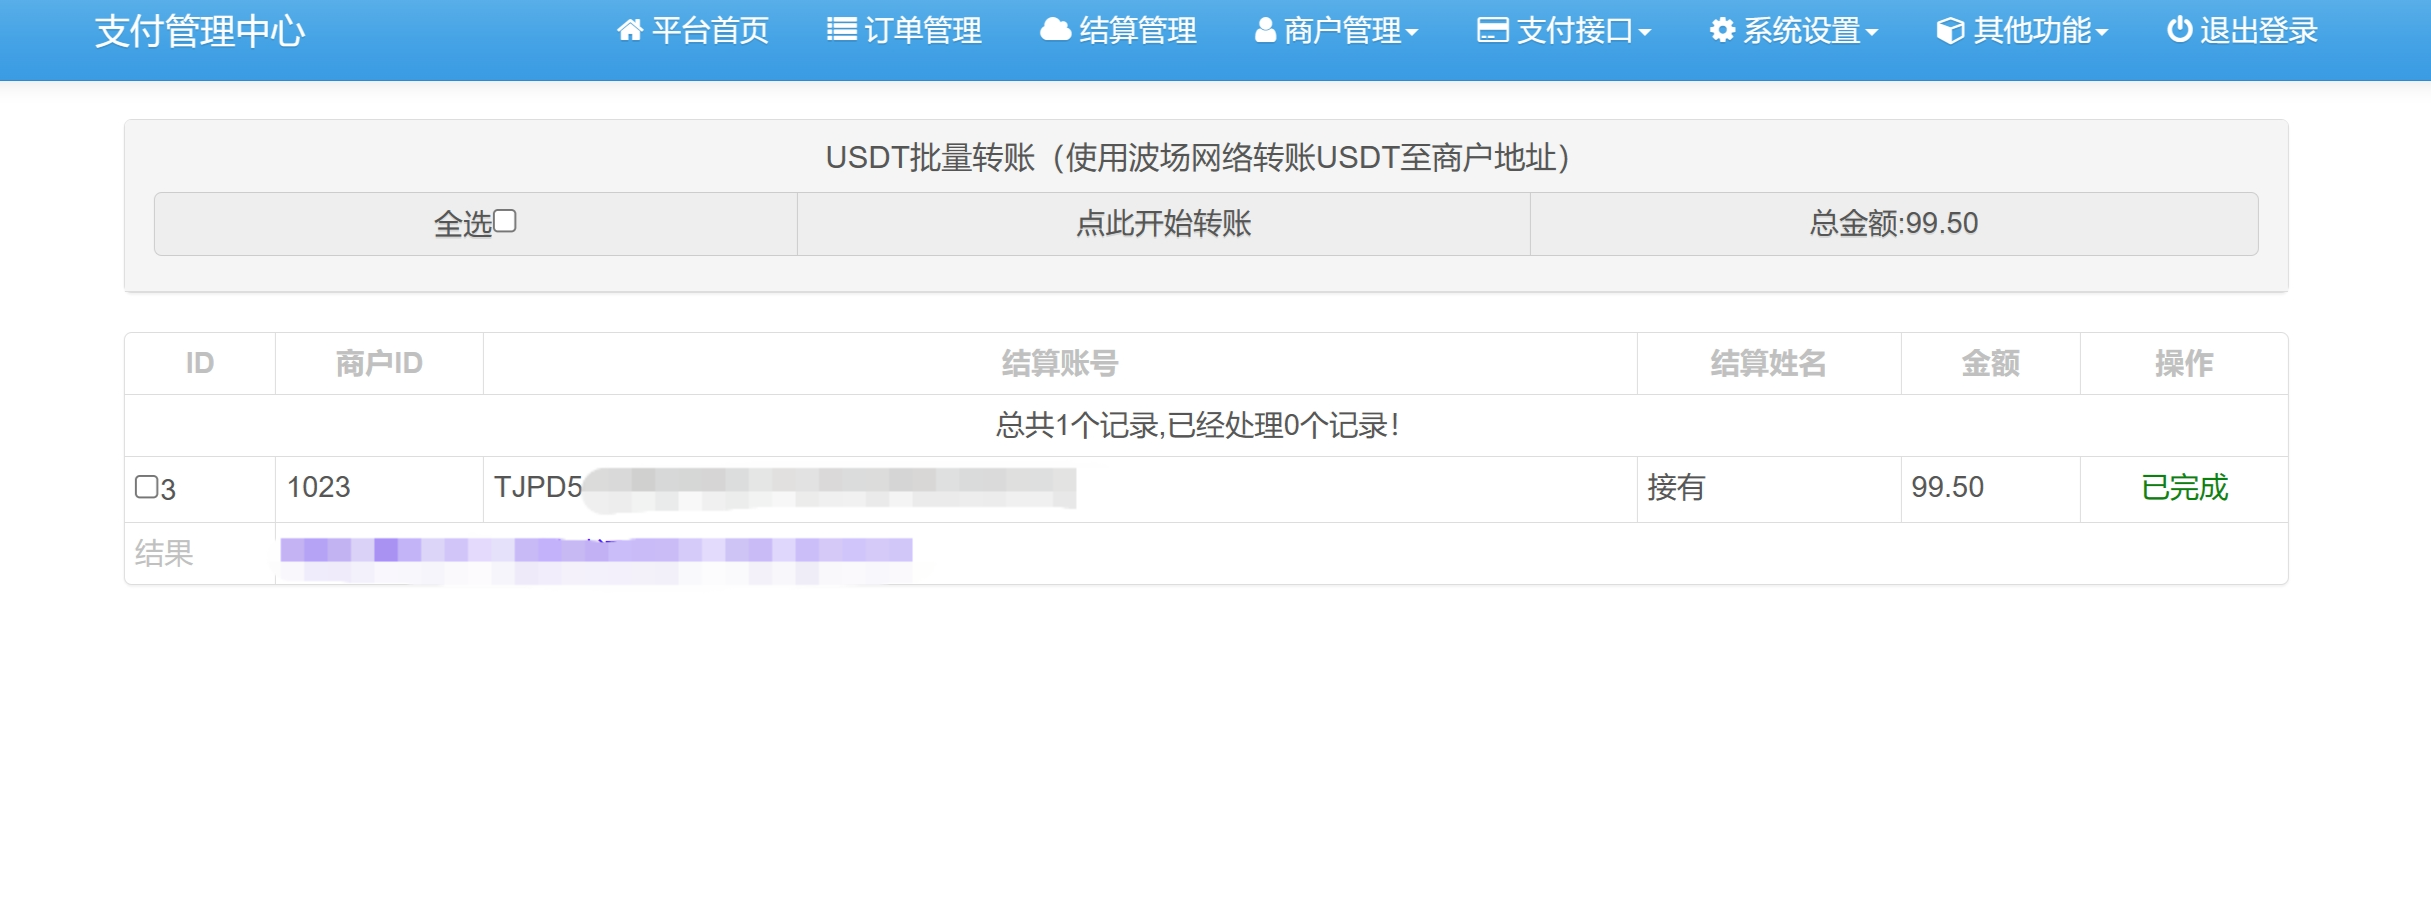 支付管理中心 平台首页 订单管理 结算管理 商户管理 支付接口 系统设置 其他功能 退出登录
USDT批量转账（使用波场网络转账USDT至商户地址）
全选 点此开始转账 总金额:99.50
ID 商户ID 结算账号 结算姓名 金额 操作
总共1个记录,已经处理0个记录！
3 1023 TJPD5 接有 99.50 已完成
结果